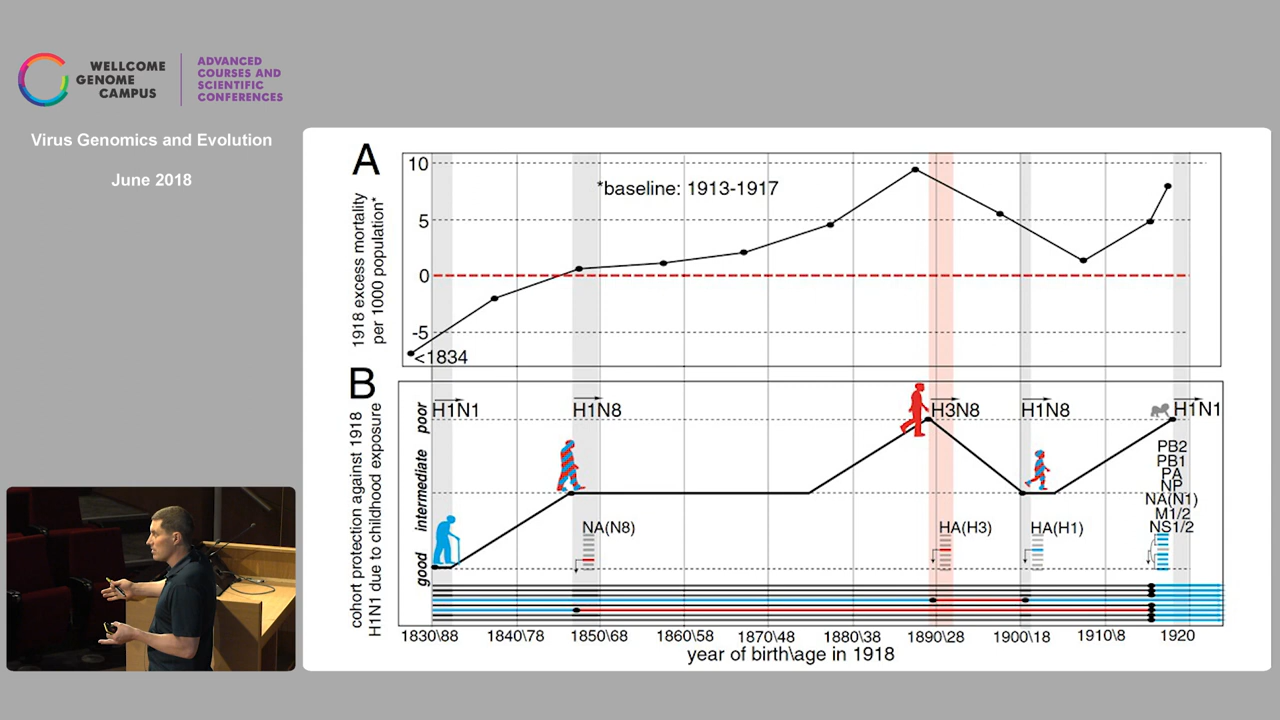 WELLCOME
GENOME
CAMPUS
ADVANCED
COURSES AND
SCIENTIFIC
CONFERENCES
Virus Genomics and Evolution
June 2018
A
1918 excess mortality
per 1000 population*
10
5
0
-5
*baseline: 1913-1917
<1834
B
cohort protection against 1918
H1N1 due to childhood exposure
poor
intermediate
good
H1N1
H1N8
H3N8
H1N8
H1N1
NA(N8)
HA(H3)
HA(H1)
PB2
PB1
PA
NP
NA(N1)
M1/2
NS1/2
1830\88 1840/78 1850\68 1860\58 1870\48 1880\38 1890\28 1900\18 1910\8 1920
year of birth\age in 1918